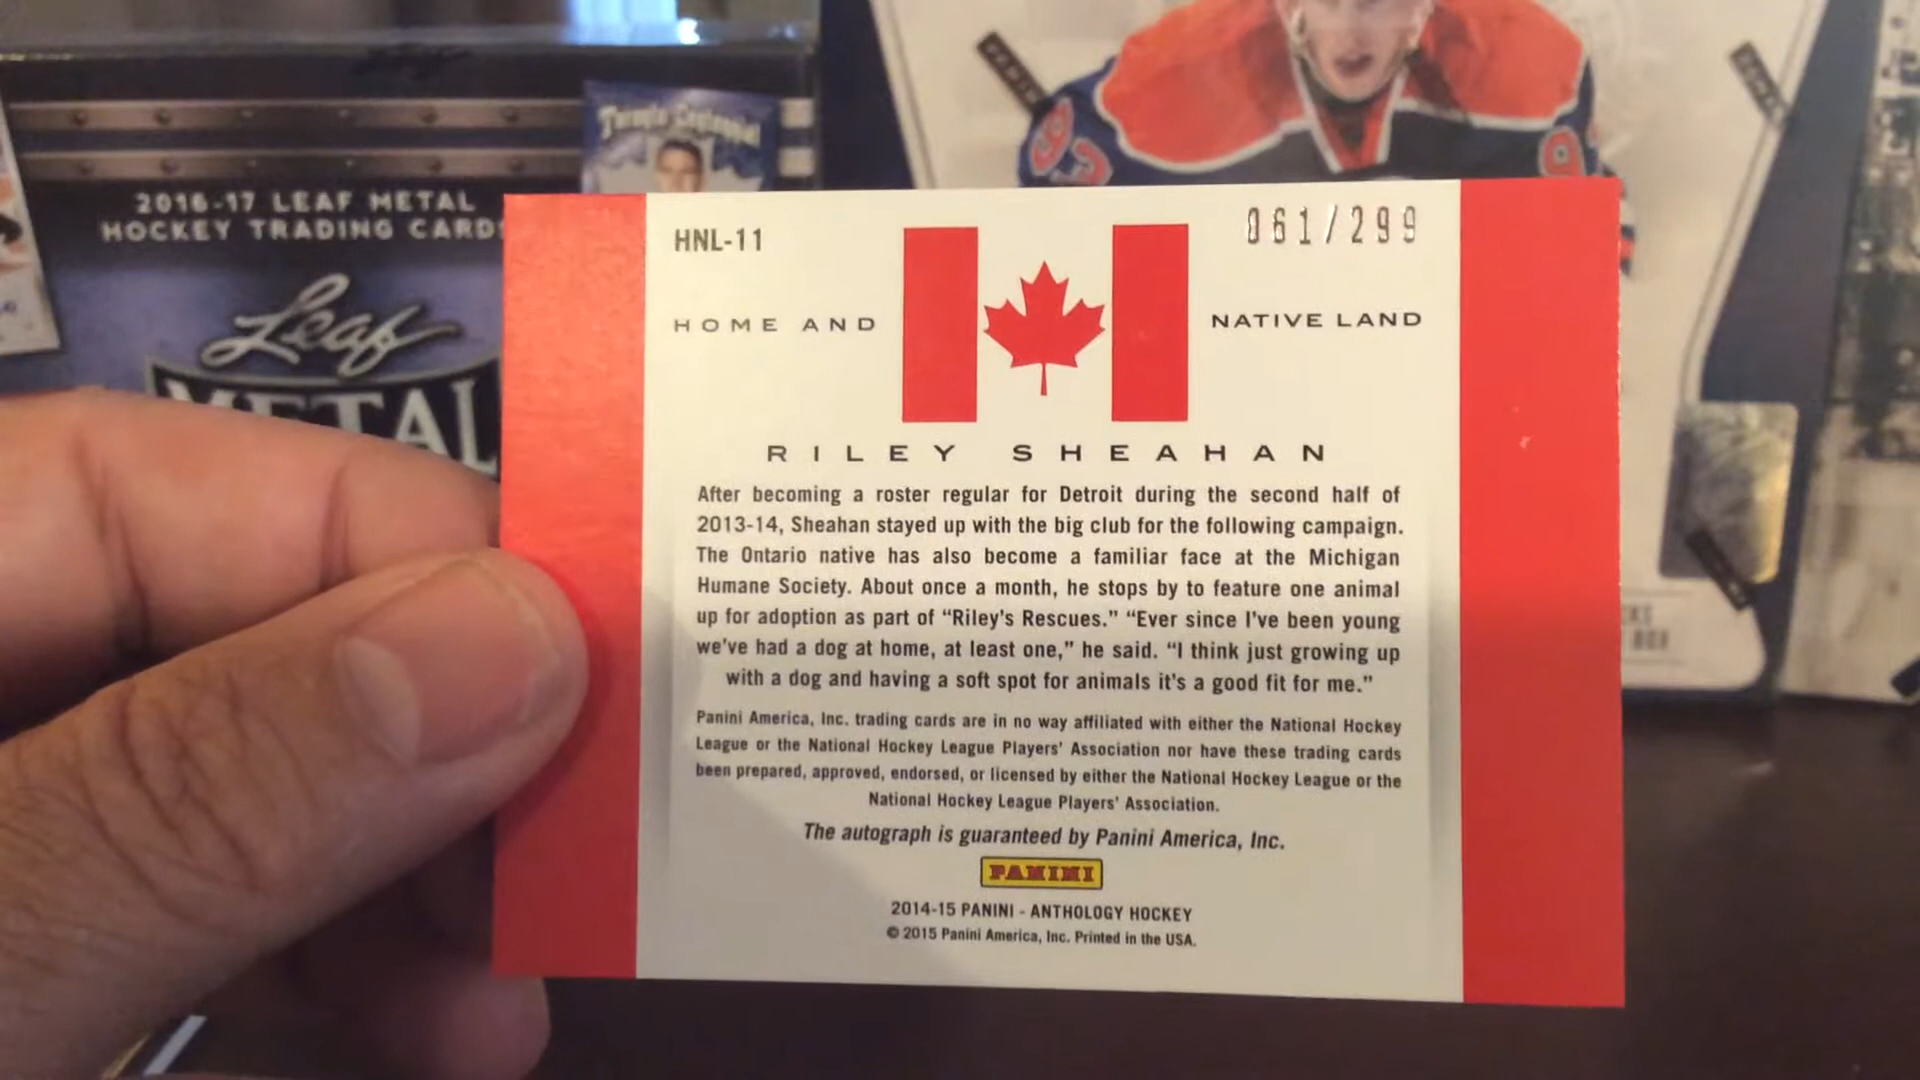 2016-17 LEAF METAL
HOCKEY TRADING CARDS
Leaf
METAL
Toronto Centennial
93
9
HNL-11
061/299
HOME AND
NATIVE LAND
RILEY SHEAHAN
After becoming a roster regular for Detroit during the second half of
2013-14, Sheahan stayed up with the big club for the following campaign.
The Ontario native has also become a familiar face at the Michigan
Humane Society. About once a month, he stops by to feature one animal
up for adoption as part of “Riley's Rescues.” “Ever since I've been young
we've had a dog at home, at least one,” he said. “I think just growing up
with a dog and having a soft spot for animals it's a good fit for me.”
Panini America, Inc. trading cards are in no way affiliated with either the National Hockey
League or the National Hockey League Players' Association nor have these trading cards
been prepared, approved, endorsed, or licensed by either the National Hockey League or the
National Hockey League Players' Association.
The autograph is guaranteed by Panini America, Inc.
PANINI
2014-15 PANINI - ANTHOLOGY HOCKEY
© 2015 Panini America, Inc. Printed in the USA.